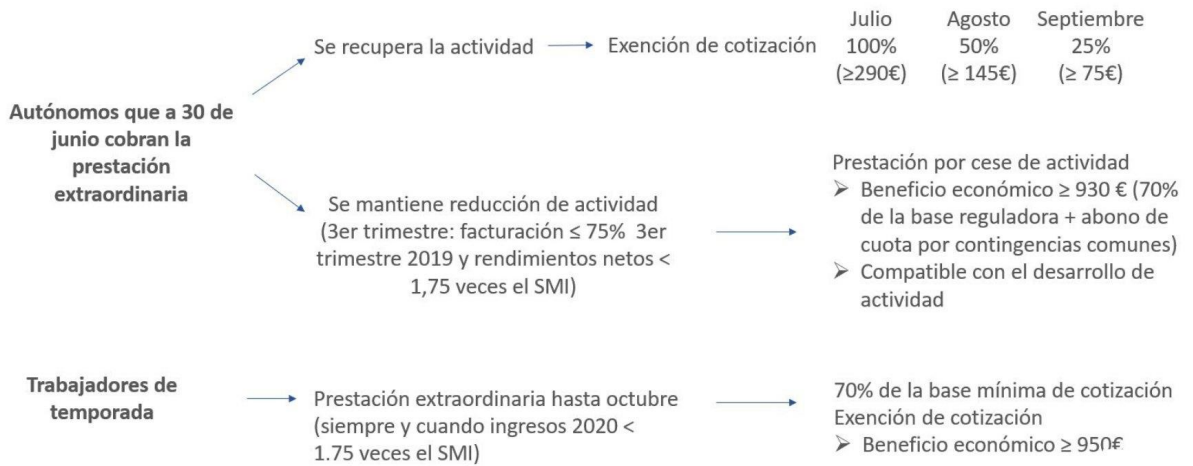 Autónomos que a 30 de
junio cobran la
prestación
extraordinaria
Se recupera la actividad
Exención de cotización
Julio
100%
(≥290€)
Agosto
50%
(≥ 145€)
Septiembre
25%
(≥ 75€)
Se mantiene reducción de actividad
(3er trimestre: facturación ≤ 75% 3er
trimestre 2019 y rendimientos netos <
1,75 veces el SMI)
Prestación por cese de actividad
➢ Beneficio económico ≥ 930 € (70%
de la base reguladora + abono de
cuota por contingencias comunes)
➢ Compatible con el desarrollo de
actividad
Trabajadores de
temporada
Prestación extraordinaria hasta octubre
(siempre y cuando ingresos 2020 <
1.75 veces el SMI)
70% de la base mínima de cotización
Exención de cotización
➢ Beneficio económico ≥ 950€